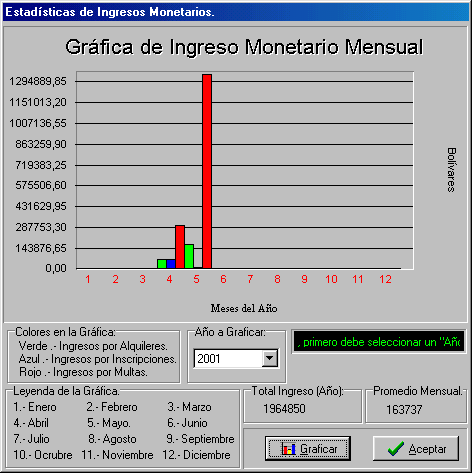 Estadísticas de Ingresos Monetarios.
Gráfica de Ingreso Monetario Mensual
1294889,85
1151013,20
1007136,55
863259,90
719383,25
575506,60
431629,95
287753,30
143876,65
0,00
1 2 3 4 5 6 7 8 9 10 11 12
Bolívares
Meses del Año
Colores en la Gráfica:
Verde .- Ingresos por Alquileres.
Azul .- Ingresos por Inscripciones.
Rojo .- Ingresos por Multas.
Año a Graficar:
2001
, primero debe seleccionar un "Año
Leyenda de la Gráfica.
1.- Enero 2.- Febrero 3.- Marzo
4.- Abril 5.- Mayo. 6.- Junio
7.- Julio 8.- Agosto 9.- Septiembre
10.- Ocrubre 11.- Noviembre 12.- Diciembre
Total Ingreso (Año):
1964850
Promedio Mensual.
163737
Graficar
Aceptar